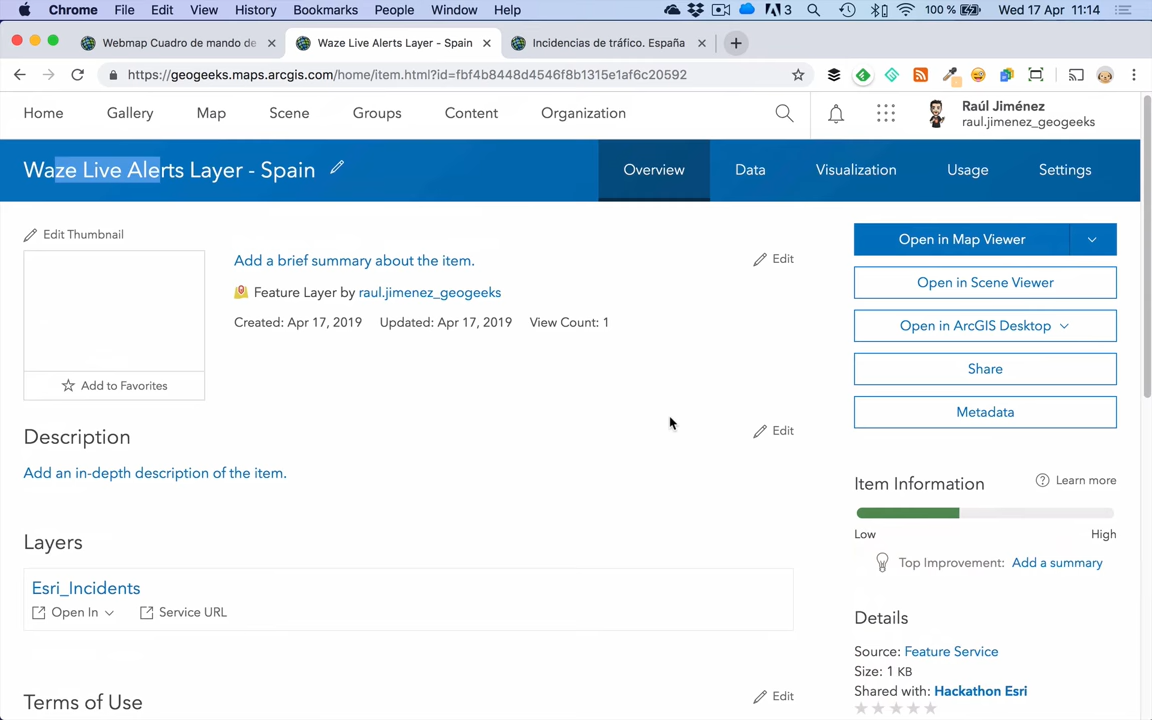 Chrome File Edit View History Bookmarks People Window Help 3 100 % Wed 17 Apr 11:14
Webmap Cuadro de mando de Waze Live Alerts Layer - Spain Incidencias de tráfico. España
https://geogeeks.maps.arcgis.com/home/item.html?id=fbf4b8448d4546f8b1315e1af6c20592
Home Gallery Map Scene Groups Content Organization Raúl Jiménez
raul.jimenez_geogeeks
Waze Live Alerts Layer - Spain Overview Data Visualization Usage Settings
Edit Thumbnail
Add a brief summary about the item. Edit
Feature Layer by raul.jimenez_geogeeks
Created: Apr 17, 2019 Updated: Apr 17, 2019 View Count: 1
Add to Favorites
Open in Map Viewer
Open in Scene Viewer
Open in ArcGIS Desktop
Share
Metadata
Description Edit
Add an in-depth description of the item.
Item Information Learn more
Low High
Top Improvement: Add a summary
Layers
Esri_Incidents
Open In Service URL
Details
Source: Feature Service
Size: 1 KB
Shared with: Hackathon Esri
Terms of Use Edit